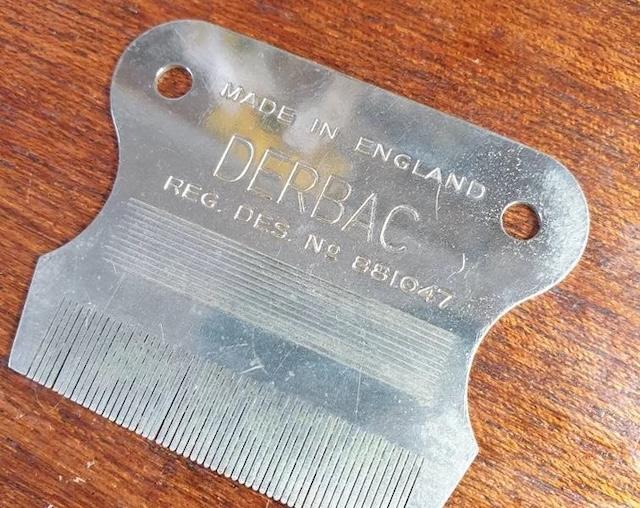 MADE IN ENGLAND
DERBAC
REG. DES. Nº 881047